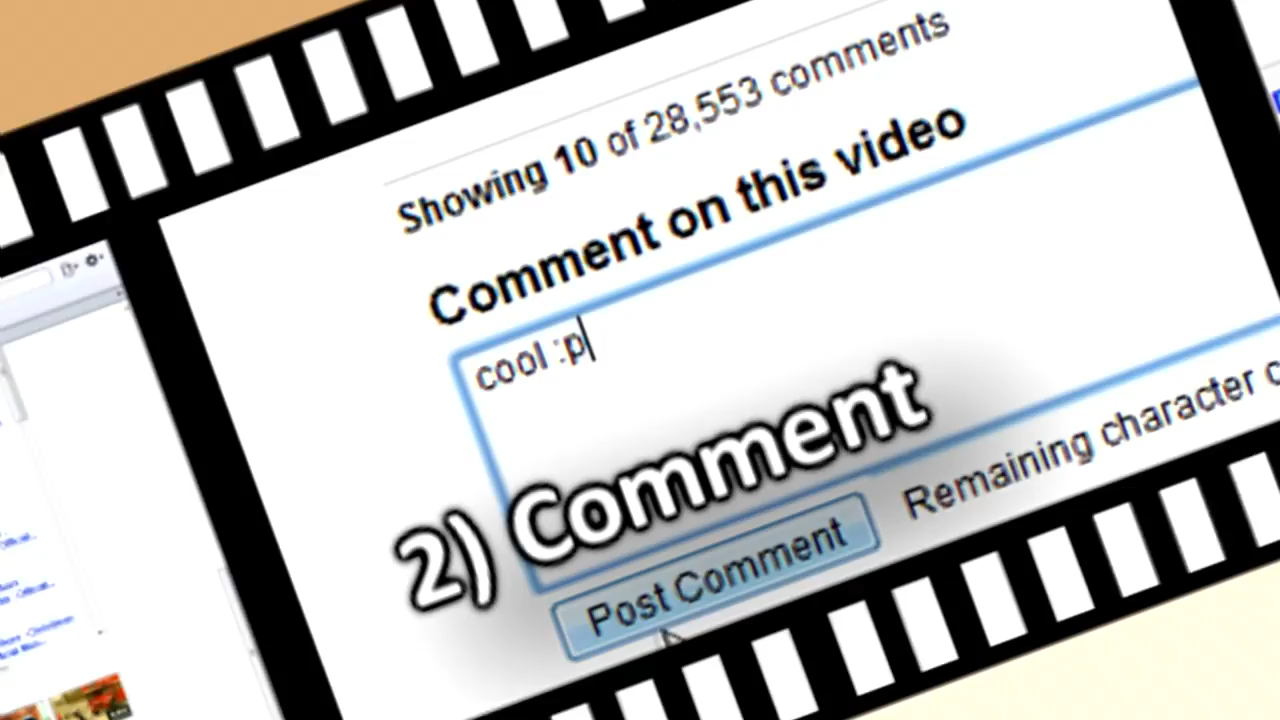 Showing 10 of 28,553 comments
Comment on this video
cool :p
2) Comment
Remaining character
Post Comment